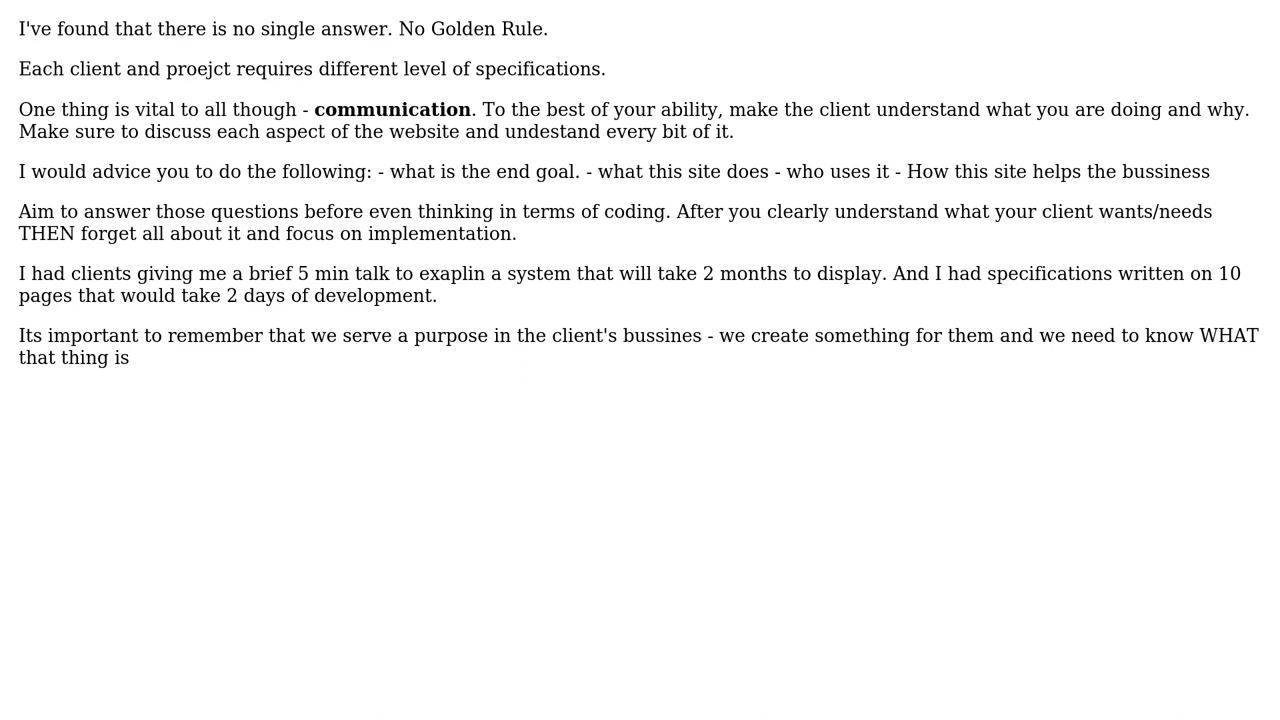 I've found that there is no single answer. No Golden Rule.
Each client and proejct requires different level of specifications.
One thing is vital to all though - communication. To the best of your ability, make the client understand what you are doing and why.
Make sure to discuss each aspect of the website and undestand every bit of it.
I would advice you to do the following: - what is the end goal. - what this site does - who uses it - How this site helps the bussiness
Aim to answer those questions before even thinking in terms of coding. After you clearly understand what your client wants/needs
THEN forget all about it and focus on implementation.
I had clients giving me a brief 5 min talk to exaplin a system that will take 2 months to display. And I had specifications written on 10
pages that would take 2 days of development.
Its important to remember that we serve a purpose in the client's bussines - we create something for them and we need to know WHAT
that thing is